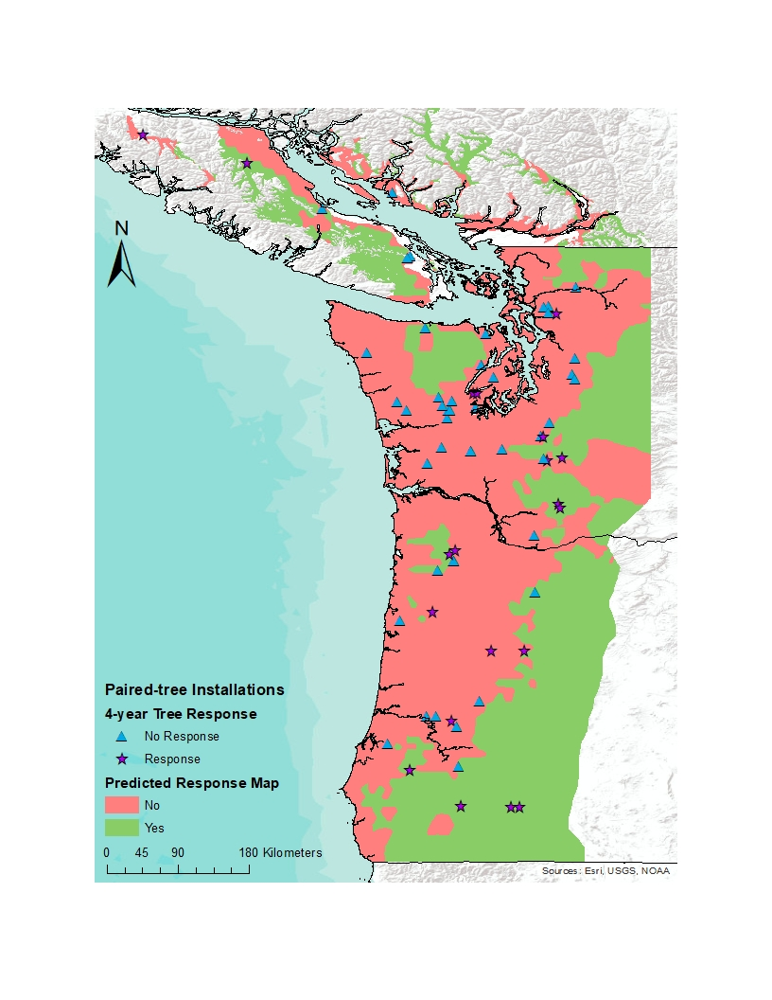 N
Paired-tree Installations
4-year Tree Response
No Response
Response
Predicted Response Map
No
Yes
0 45 90 180 Kilometers
Sources: Esri, USGS, NOAA